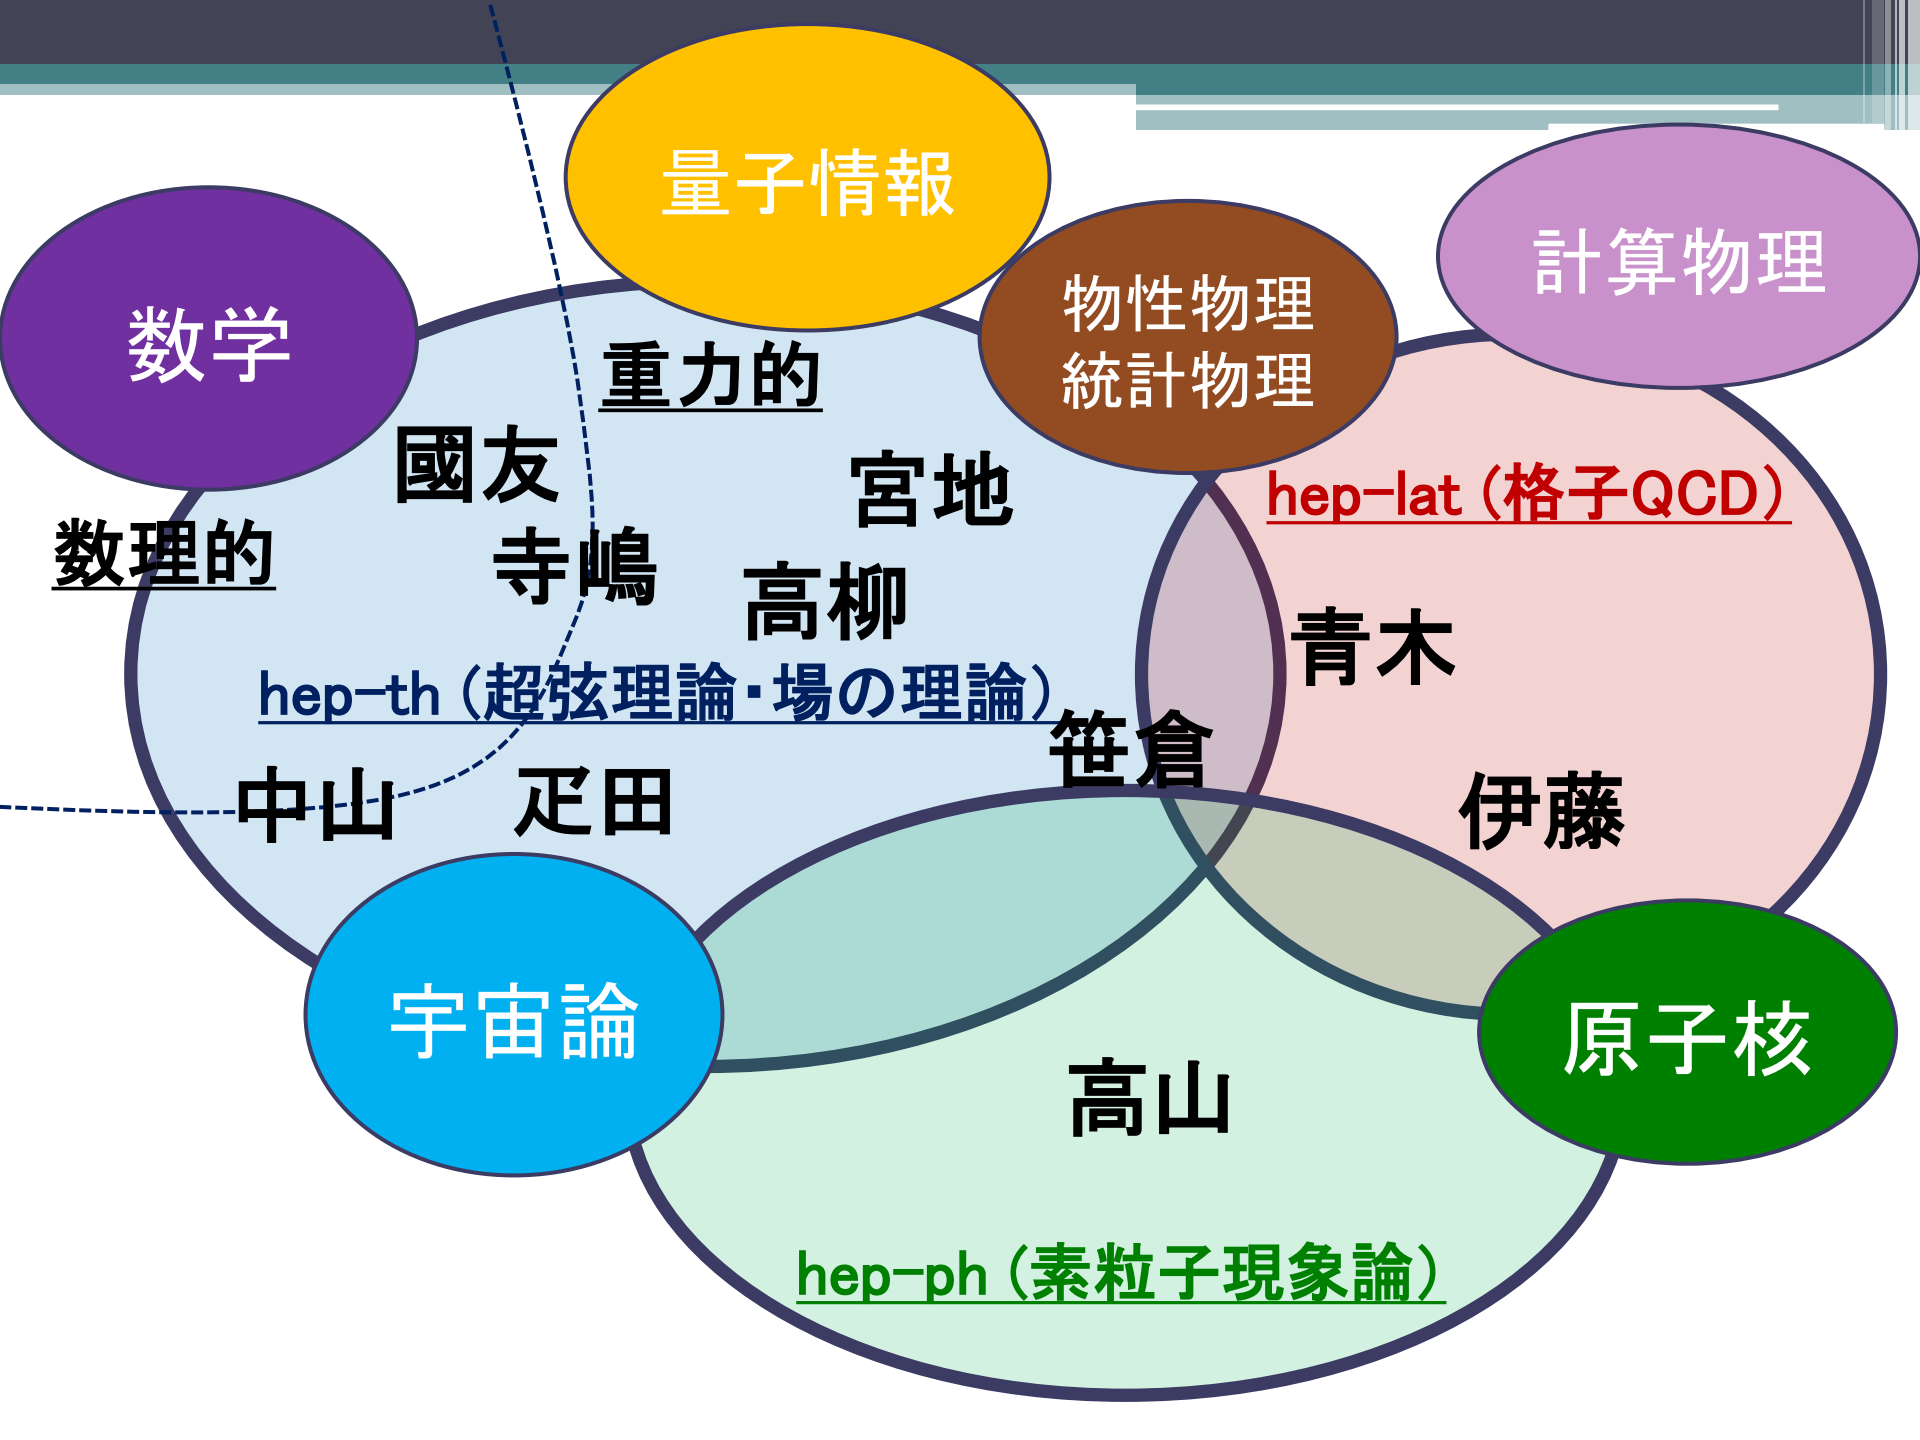 量子情報
数学
物性物理
統計物理
計算物理
重力的
國友
宮地
hep-lat（格子QCD）
数理的
寺嶋
高柳
青木
hep-th（超弦理論・場の理論）
笹倉
中山
疋田
伊藤
宇宙論
原子核
高山
hep-ph（素粒子現象論）